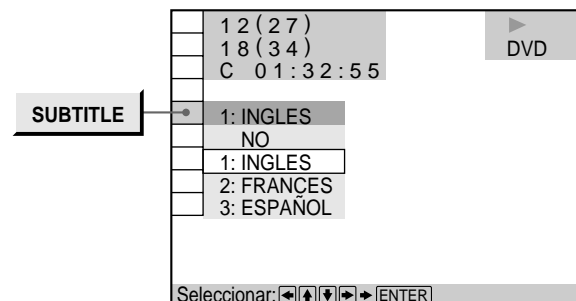 12(27)
18(34)
C 01:32:55
DVD
SUBTITLE
1: INGLES
NO
1: INGLES
2: FRANCES
3: ESPAÑOL
Seleccionar: ENTER